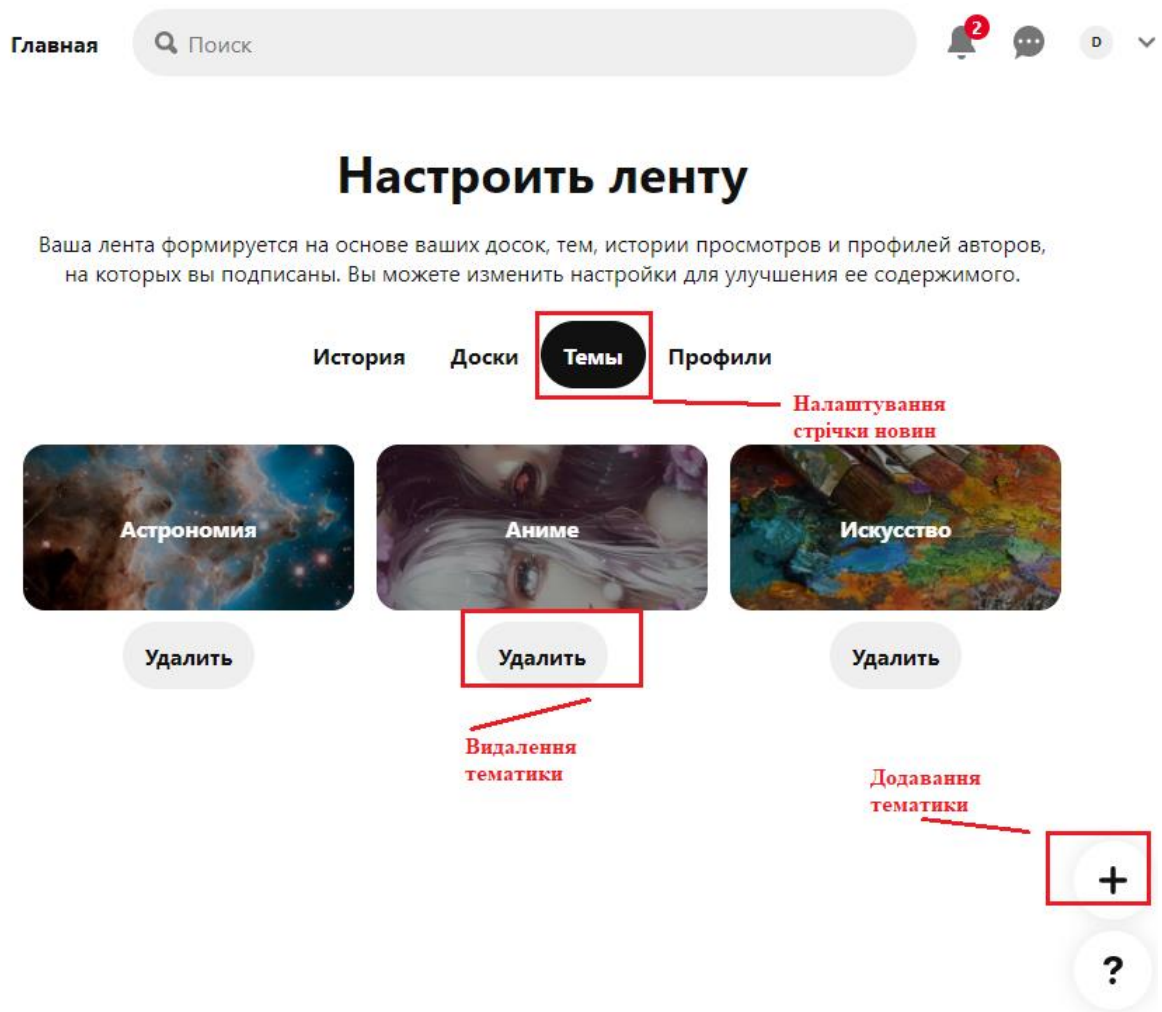 Главная
Поиск
2
D
Настроить ленту
Ваша лента формируется на основе ваших досок, тем, истории просмотров и профилей авторов,
на которых вы подписаны. Вы можете изменить настройки для улучшения ее содержимого.
История Доски Темы Профили
Налаштування
стрічки новин
Астрономия
Аниме
Искусство
Удалить
Удалить
Удалить
Видалення
тематики
Додавання
тематики
+
?